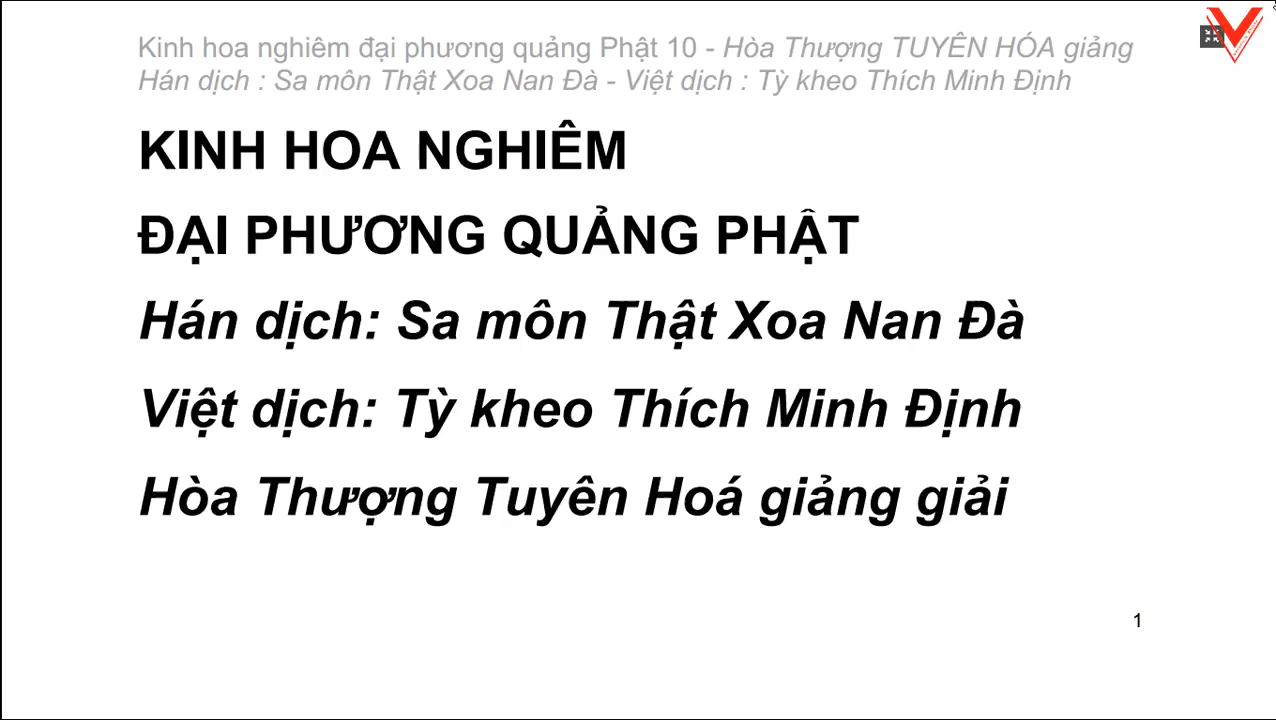 Kinh hoa nghiêm đại phương quảng Phật 10 - Hòa Thượng TUYÊN HÓA giảng
Hán dịch : Sa môn Thật Xoa Nan Đà - Việt dịch : Tỳ kheo Thích Minh Định
KINH HOA NGHIÊM
ĐẠI PHƯƠNG QUẢNG PHẬT
Hán dịch: Sa môn Thật Xoa Nan Đà
Việt dịch: Tỳ kheo Thích Minh Định
Hòa Thượng Tuyên Hoá giảng giải
1